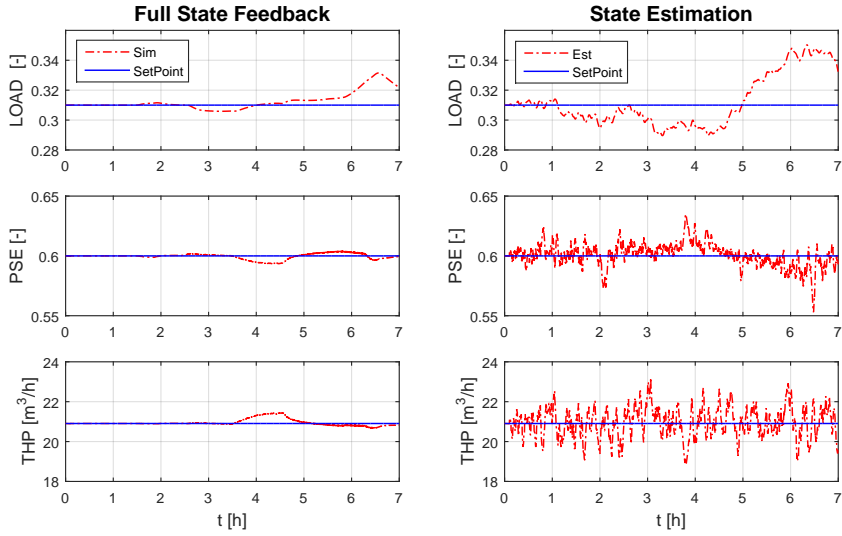 Full State Feedback
State Estimation
LOAD [-]
0.34
0.31
0.3
0.28
Sim
SetPoint
0 1 2 3 4 5 6 7
LOAD [-]
0.34
0.31
0.3
0.28
Est
SetPoint
0 1 2 3 4 5 6 7
PSE [-]
0.65
0.6
0.55
0 1 2 3 4 5 6 7
PSE [-]
0.65
0.6
0.55
0 1 2 3 4 5 6 7
THP [m³/h]
24
22
20
18
0 1 2 3 4 5 6 7
t [h]
THP [m³/h]
24
22
20
18
0 1 2 3 4 5 6 7
t [h]